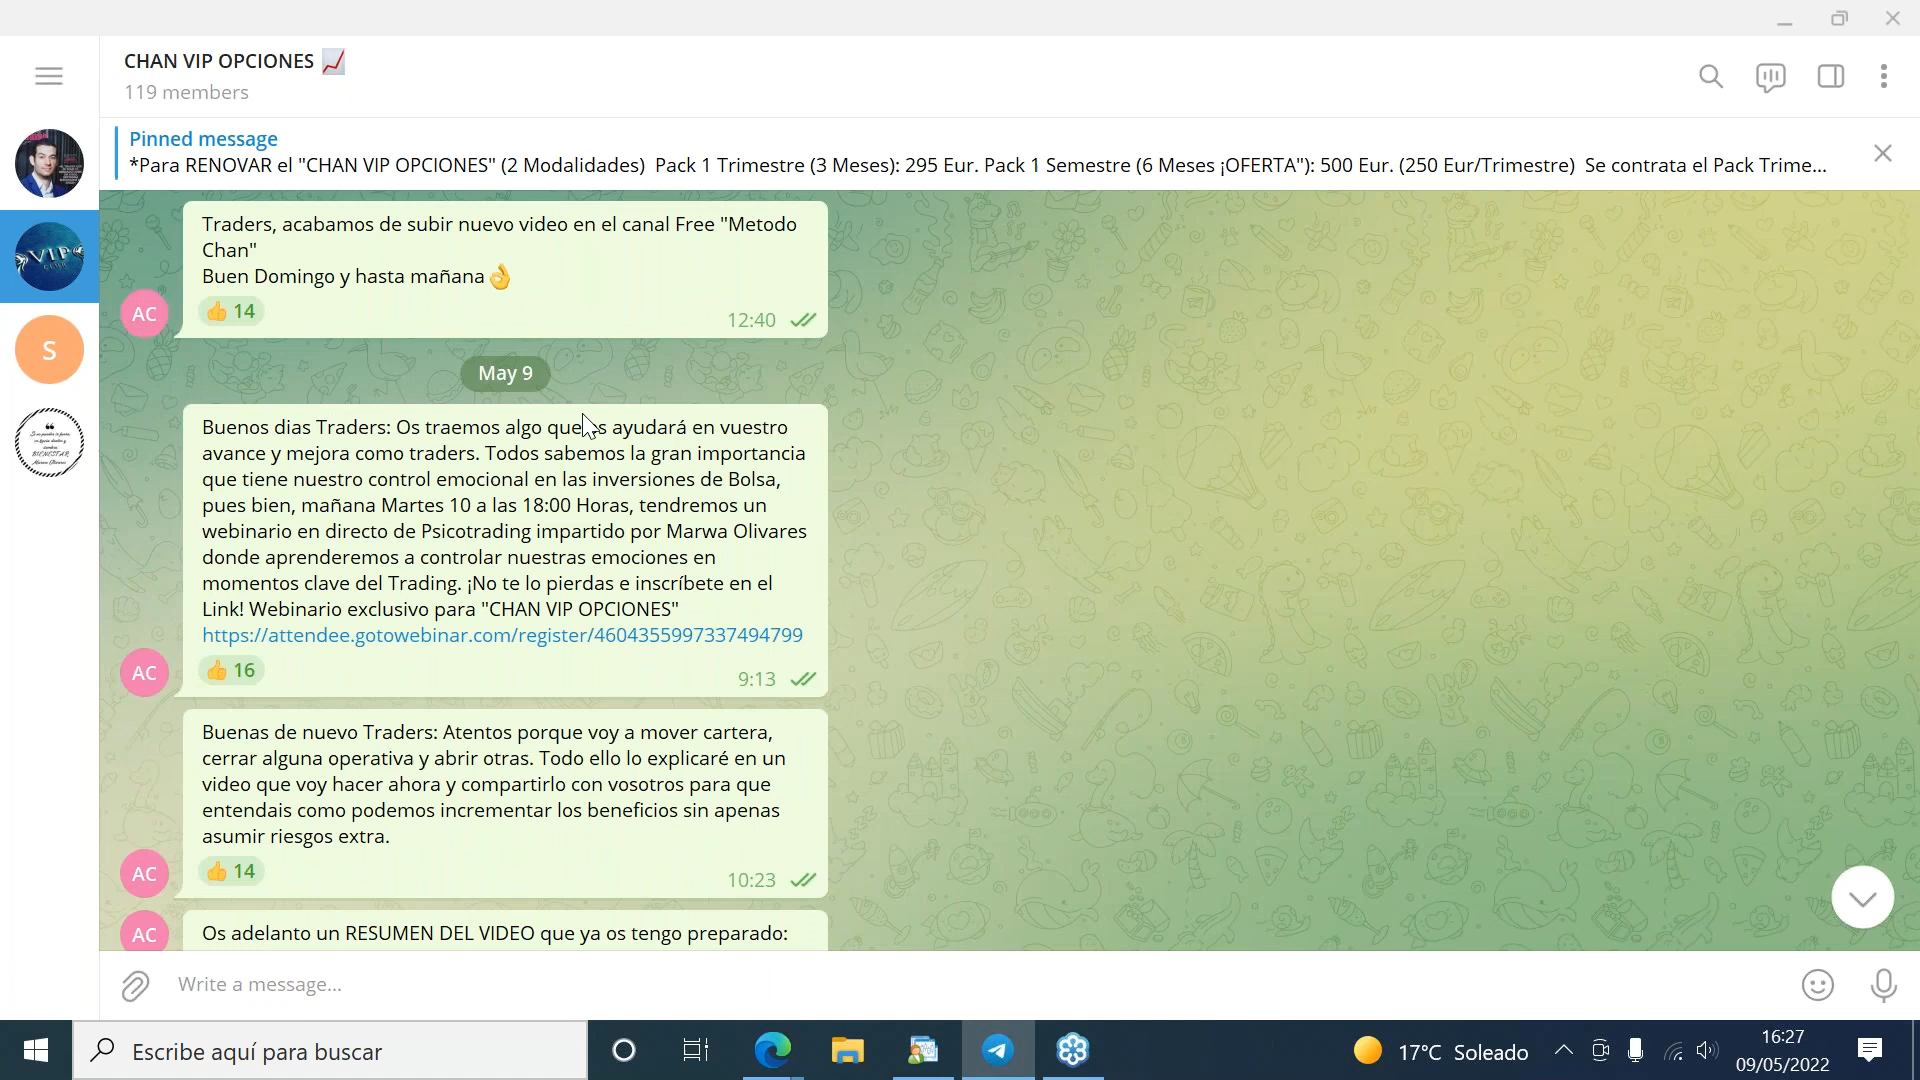 CHAN VIP OPCIONES
119 members
Pinned message
*Para RENOVAR el "CHAN VIP OPCIONES" (2 Modalidades) Pack 1 Trimestre (3 Meses): 295 Eur. Pack 1 Semestre (6 Meses ¡OFERTA"): 500 Eur. (250 Eur/Trimestre) Se contrata el Pack Trime...
Traders, acabamos de subir nuevo video en el canal Free "Metodo
Chan"
Buen Domingo y hasta mañana👌
👍 14
12:40
AC
May 9
Buenos dias Traders: Os traemos algo que ayudará en vuestro
avance y mejora como traders. Todos sabemos la gran importancia
que tiene nuestro control emocional en las inversiones de Bolsa,
pues bien, mañana Martes 10 a las 18:00 Horas, tendremos un
webinario en directo de Psicotrading impartido por Marwa Olivares
donde aprenderemos a controlar nuestras emociones en
momentos clave del Trading. ¡No te lo pierdas e inscríbete en el
Link! Webinario exclusivo para "CHAN VIP OPCIONES"
https://attendee.gotowebinar.com/register/4604355997337494799
👍 16
9:13
AC
Buenas de nuevo Traders: Atentos porque voy a mover cartera,
cerrar alguna operativa y abrir otras. Todo ello lo explicaré en un
video que voy hacer ahora y compartirlo con vosotros para que
entendais como podemos incrementar los beneficios sin apenas
asumir riesgos extra.
👍 14
10:23
AC
AC
Os adelanto un RESUMEN DEL VIDEO que ya os tengo preparado:
VIP
S
BIENESTAR
Write a message...
Escribe aquí para buscar
17°C Soleado
16:27
09/05/2022